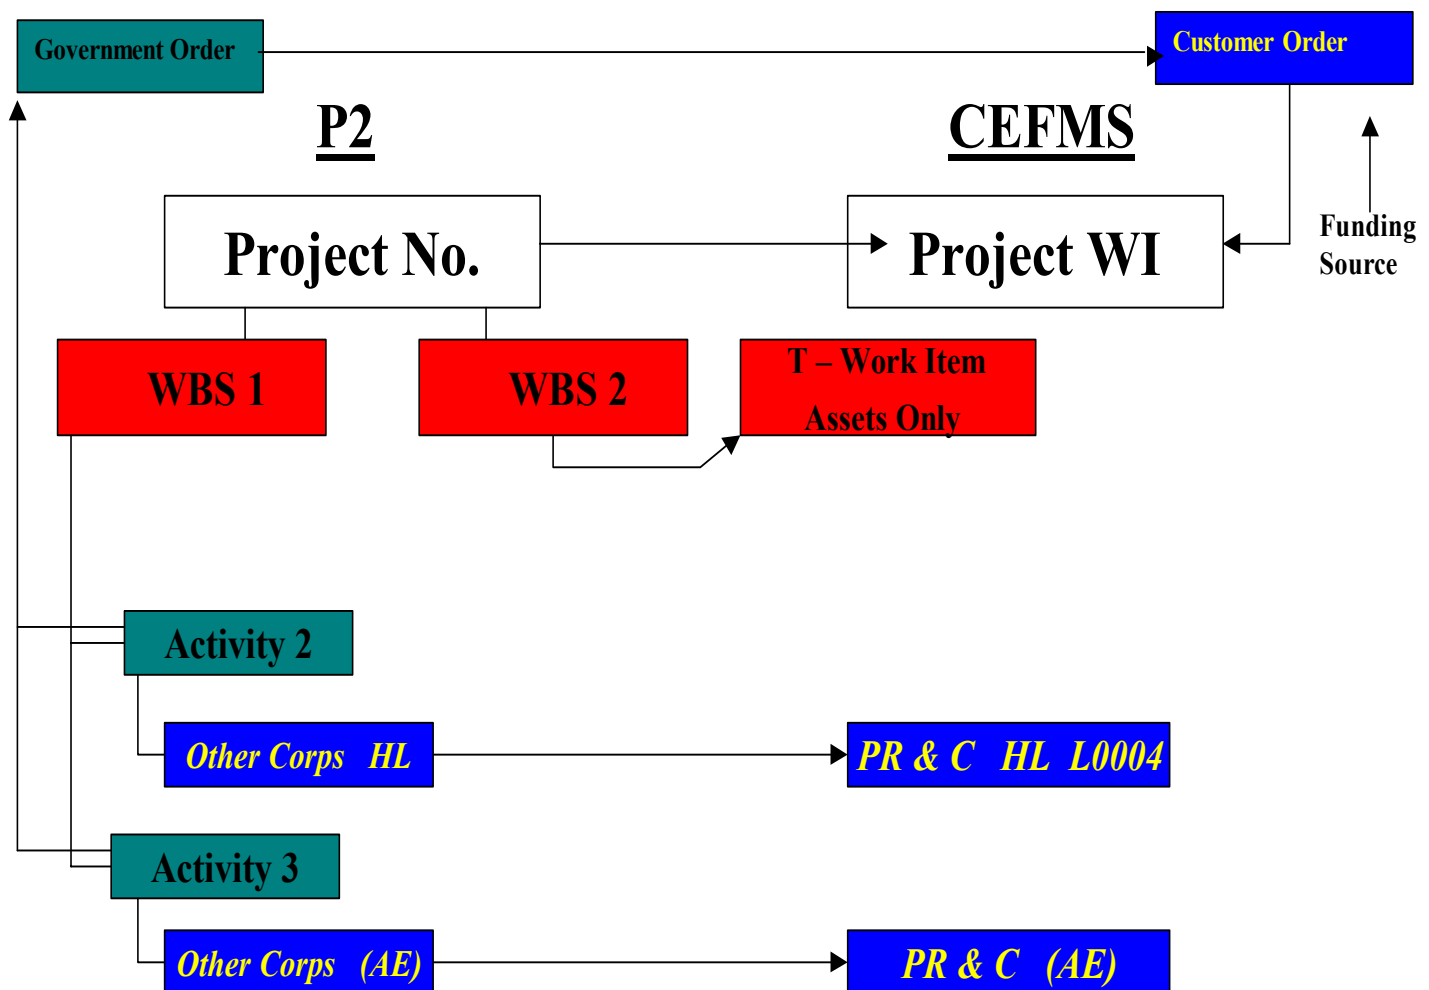 Government Order
Customer Order
P2
CEFMS
Project No.
Project WI
Funding
Source
WBS 1
WBS 2
T – Work Item
Assets Only
Activity 2
Other Corps HL
PR & C HL L0004
Activity 3
Other Corps (AE)
PR & C (AE)